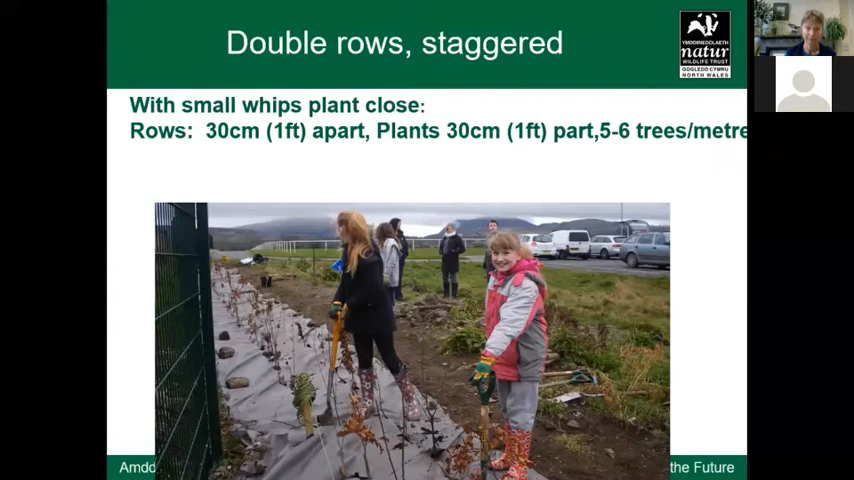 Double rows, staggered
YMDDIRIEDOLAETH
natur
WILDLIFE TRUST
GOGLEDD CYMRU
NORTH WALES
With small whips plant close:
Rows: 30cm (1ft) apart, Plants 30cm (1ft) part,5-6 trees/metre
Amdd
the Future